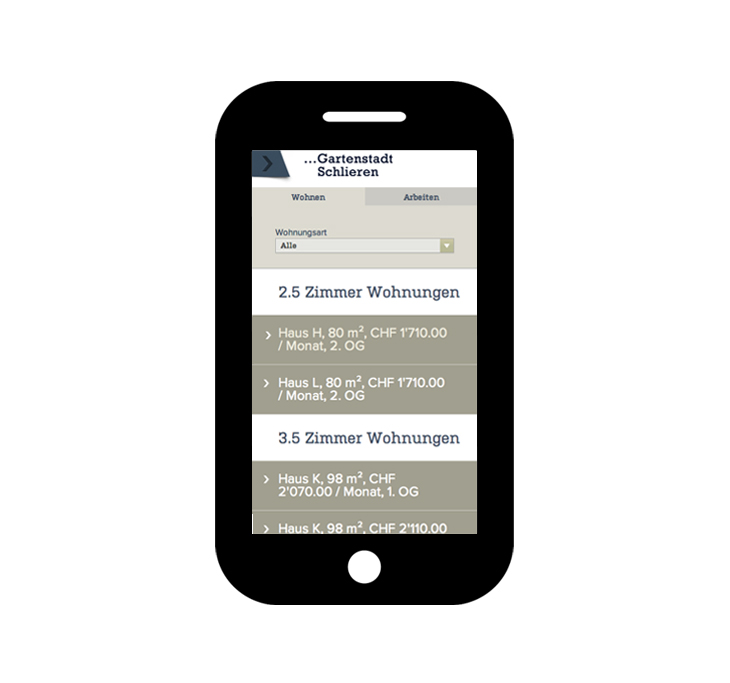 ...Gartenstadt
Schlieren
Wohnen
Arbeiten
Wohnungsart
Alle
2.5 Zimmer Wohnungen
Haus H, 80 m², CHF 1'710.00
/ Monat, 2. OG
Haus L, 80 m², CHF 1'710.00
/ Monat, 2. OG
3.5 Zimmer Wohnungen
Haus K, 98 m², CHF
2'070.00 / Monat, 1. OG
Haus K, 98 m², CHF 2'110.00